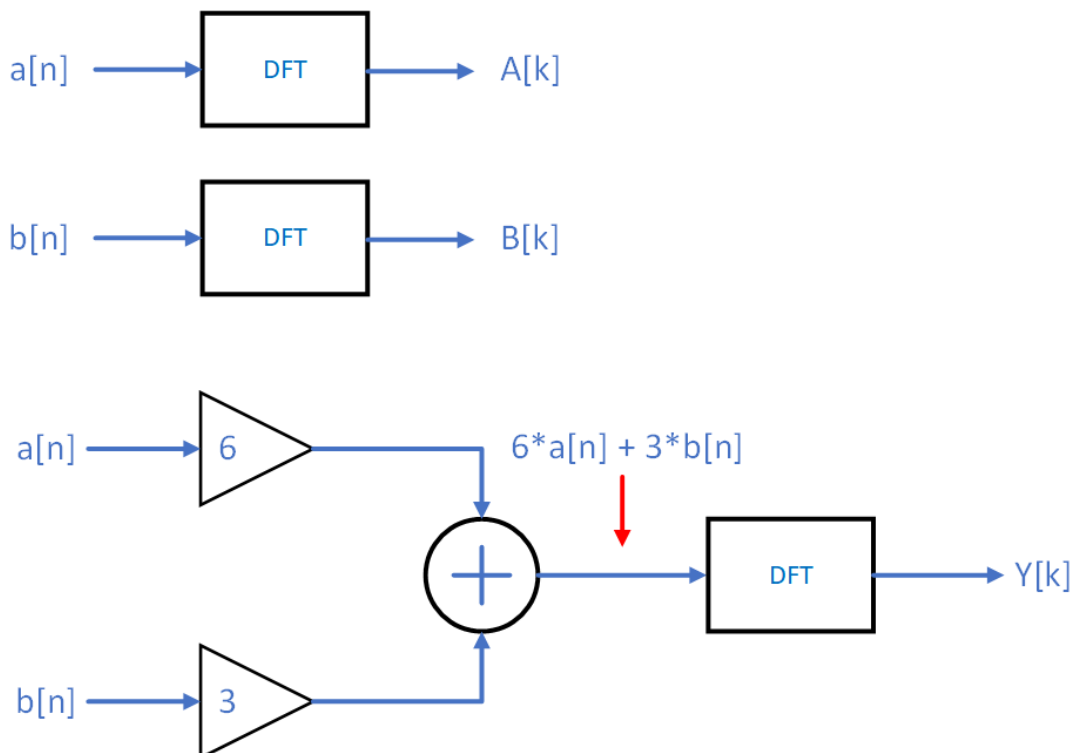 a[n] DFT A[k]
b[n] DFT B[k]
a[n] 6 6*a[n] + 3*b[n]
+ DFT Y[k]
b[n] 3